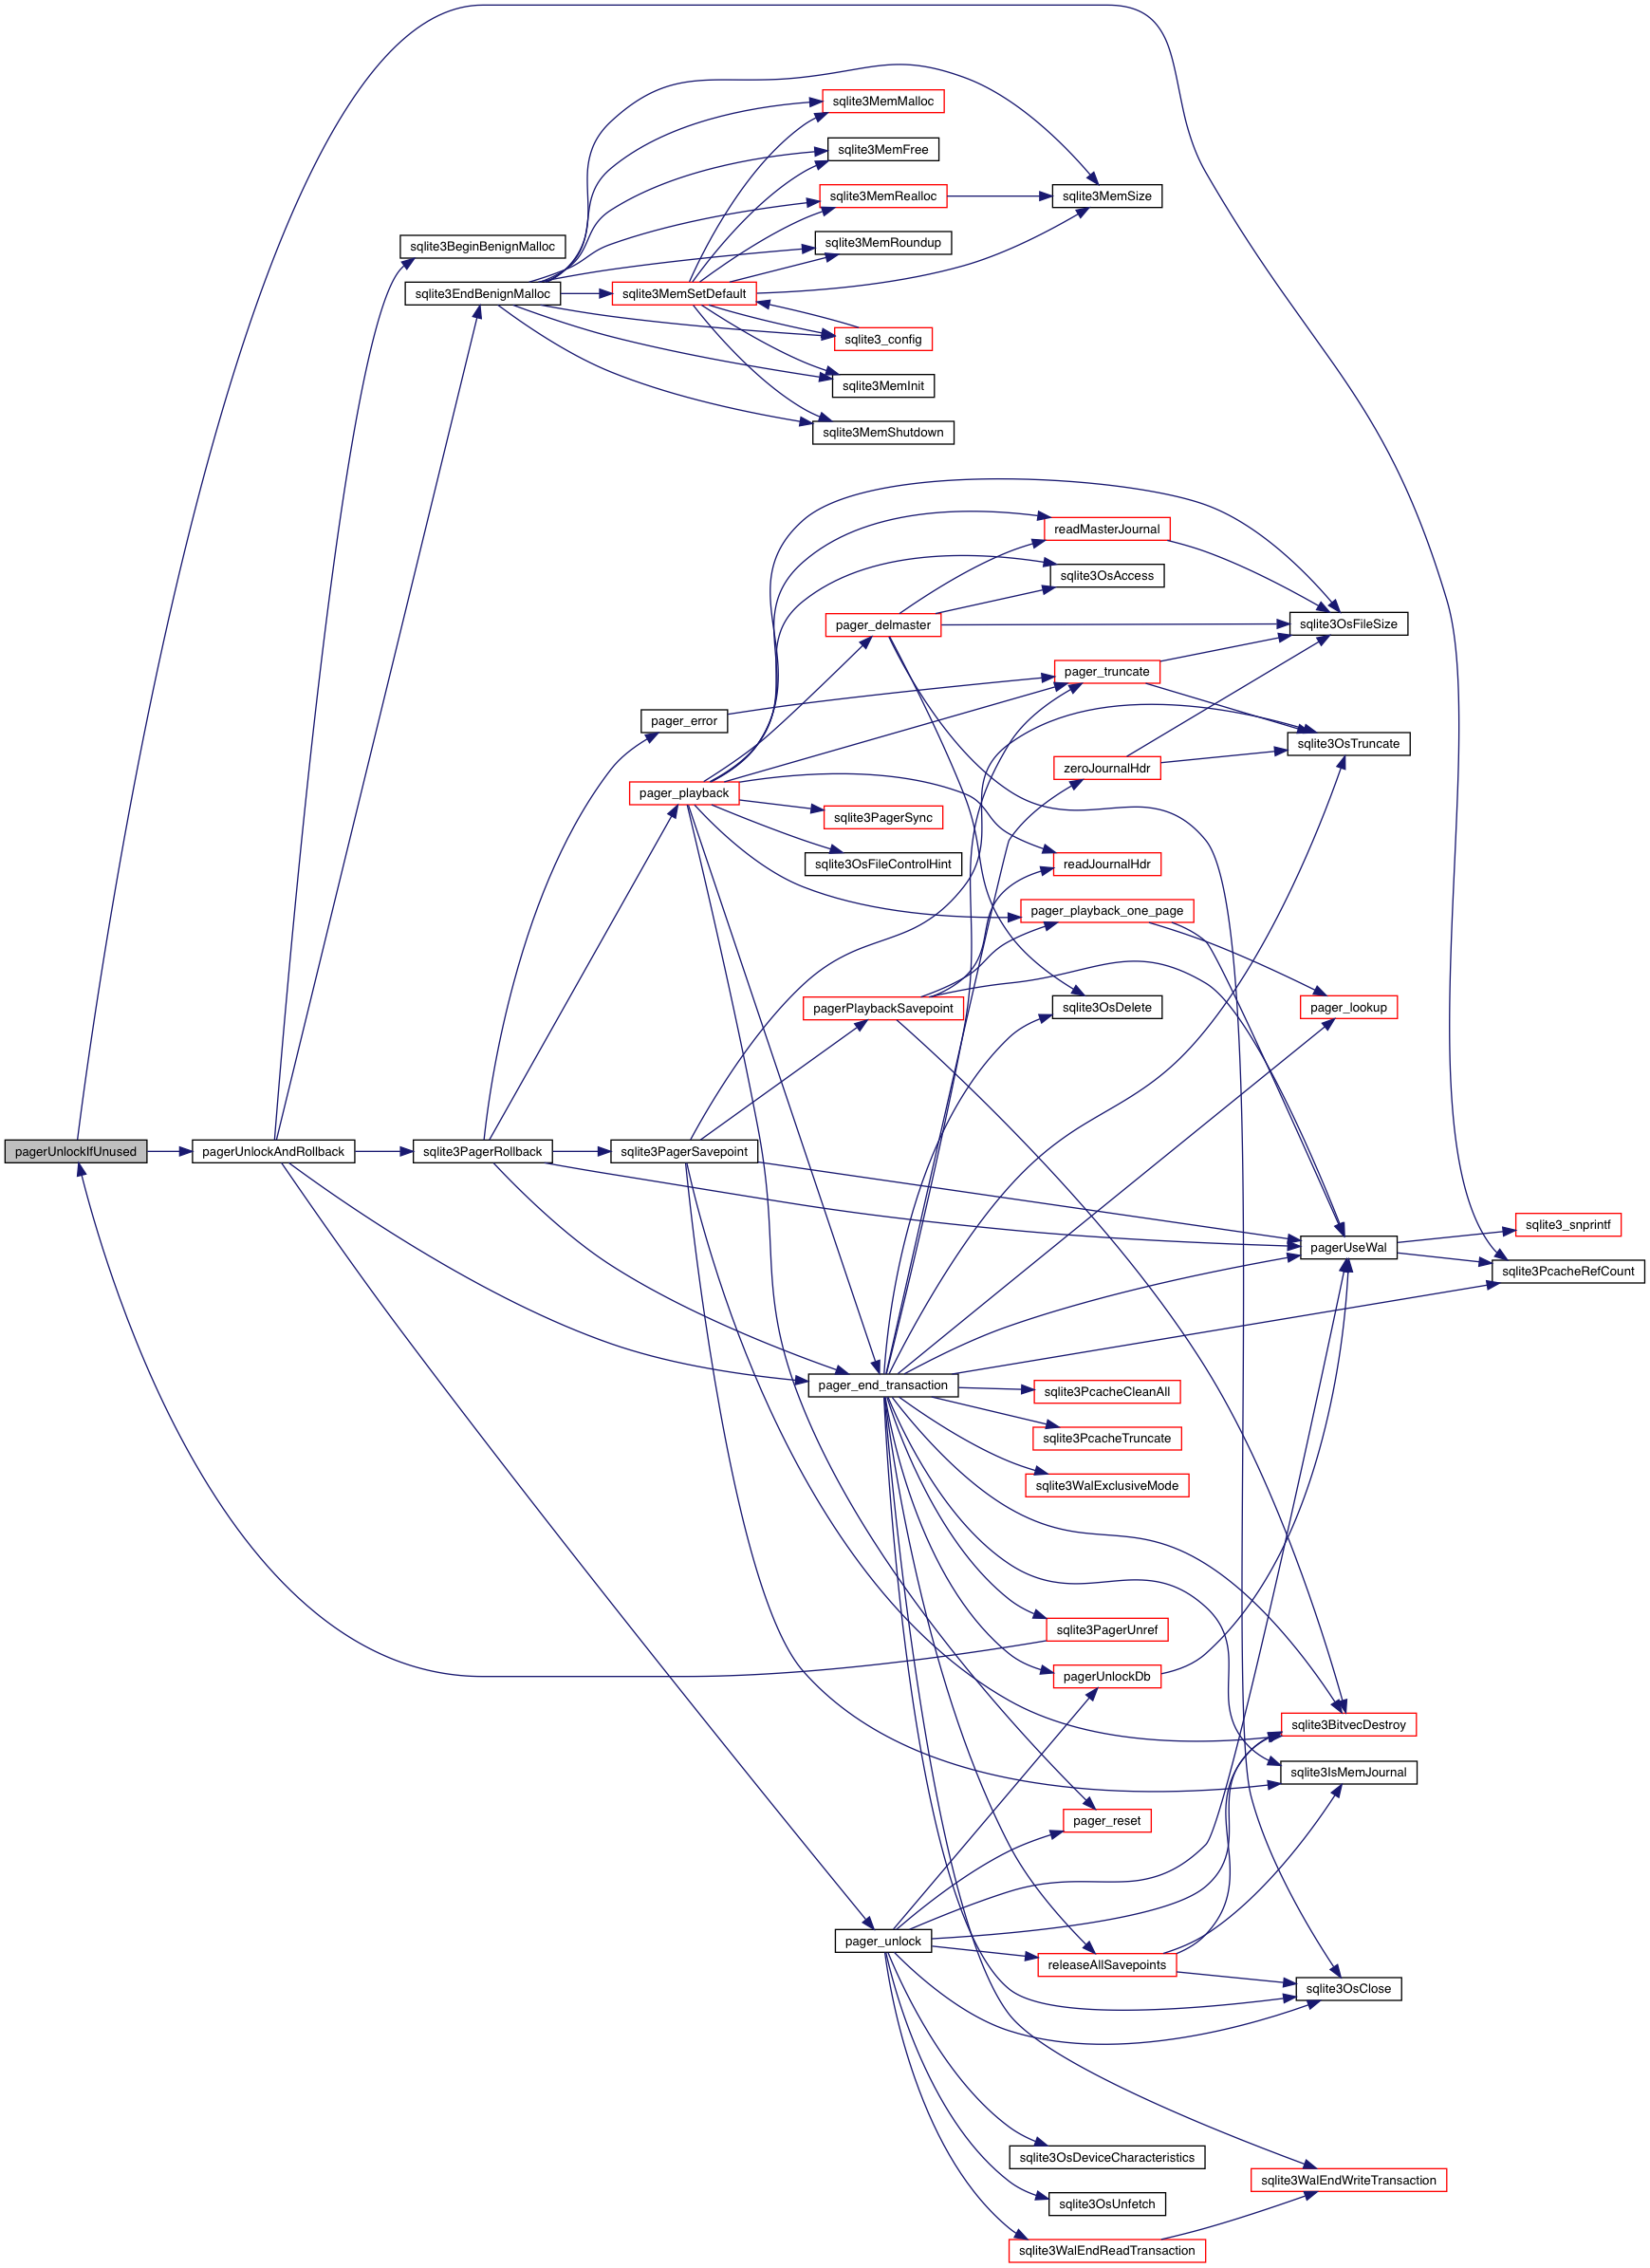 sqlite3MemMalloc
sqlite3MemFree
sqlite3MemRealloc
sqlite3MemSize
sqlite3MemRoundup
sqlite3BeginBenignMalloc
sqlite3EndBenignMalloc
sqlite3MemSetDefault
sqlite3_config
sqlite3MemInit
sqlite3MemShutdown
readMasterJournal
sqlite3OsAccess
pager_delmaster
sqlite3OsFileSize
pager_truncate
pager_error
sqlite3OsTruncate
zeroJournalHdr
pager_playback
sqlite3PagerSync
sqlite3OsFileControlHint
readJournalHdr
pager_playback_one_page
pagerPlaybackSavepoint
sqlite3OsDelete
pager_lookup
pagerUnlockIfUnused
pagerUnlockAndRollback
sqlite3PagerRollback
sqlite3PagerSavepoint
sqlite3_snprintf
pagerUseWal
sqlite3PcacheRefCount
pager_end_transaction
sqlite3PcacheCleanAll
sqlite3PcacheTruncate
sqlite3WalExclusiveMode
sqlite3PagerUnref
pagerUnlockDb
sqlite3BitvecDestroy
sqlite3IsMemJournal
pager_reset
pager_unlock
releaseAllSavepoints
sqlite3OsClose
sqlite3OsDeviceCharacteristics
sqlite3WalEndWriteTransaction
sqlite3OsUnfetch
sqlite3WalEndReadTransaction